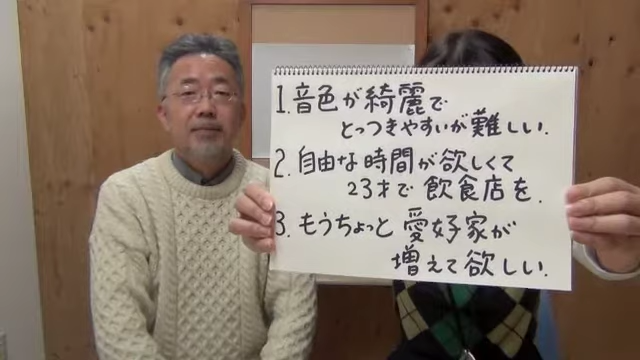 1.音色が綺麗で
とっつきやすいが難しい.
2.自由な時間が欲しくて
23才で飲食店を.
3.もうちょっと愛好家が
増えて欲しい.